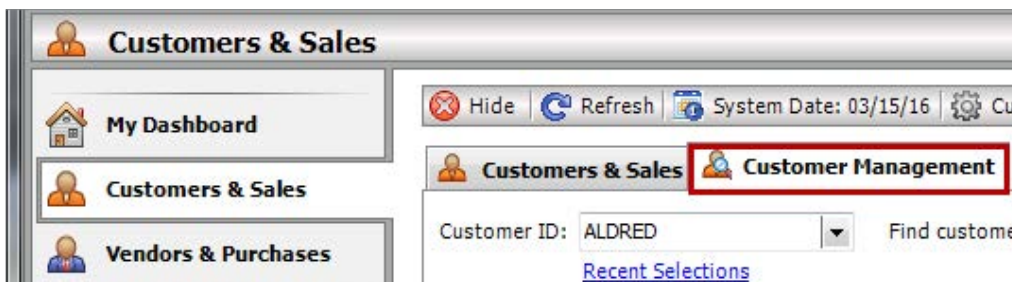 Customers & Sales
My Dashboard
Customers & Sales
Vendors & Purchases
Hide Refresh System Date: 03/15/16
Customers & Sales Customer Management
Customer ID: ALDRED Find
Recent Selections